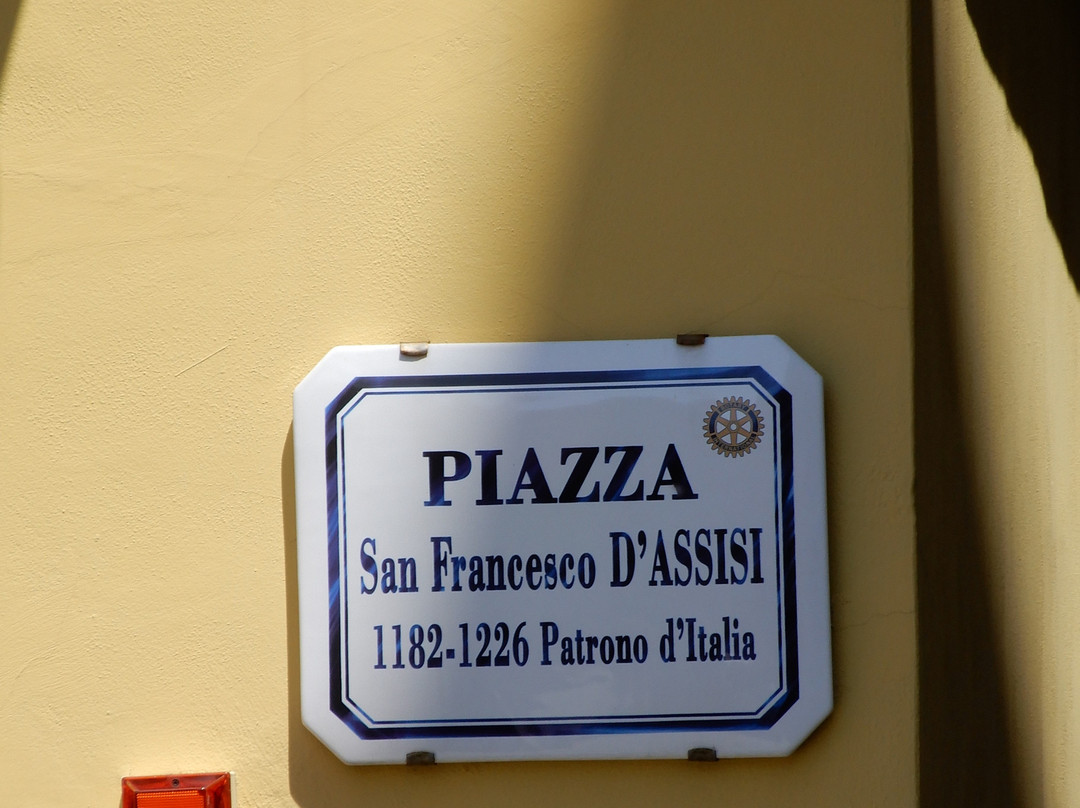 PIAZZA
San Francesco D'ASSISI
1182-1226 Patrono d'Italia